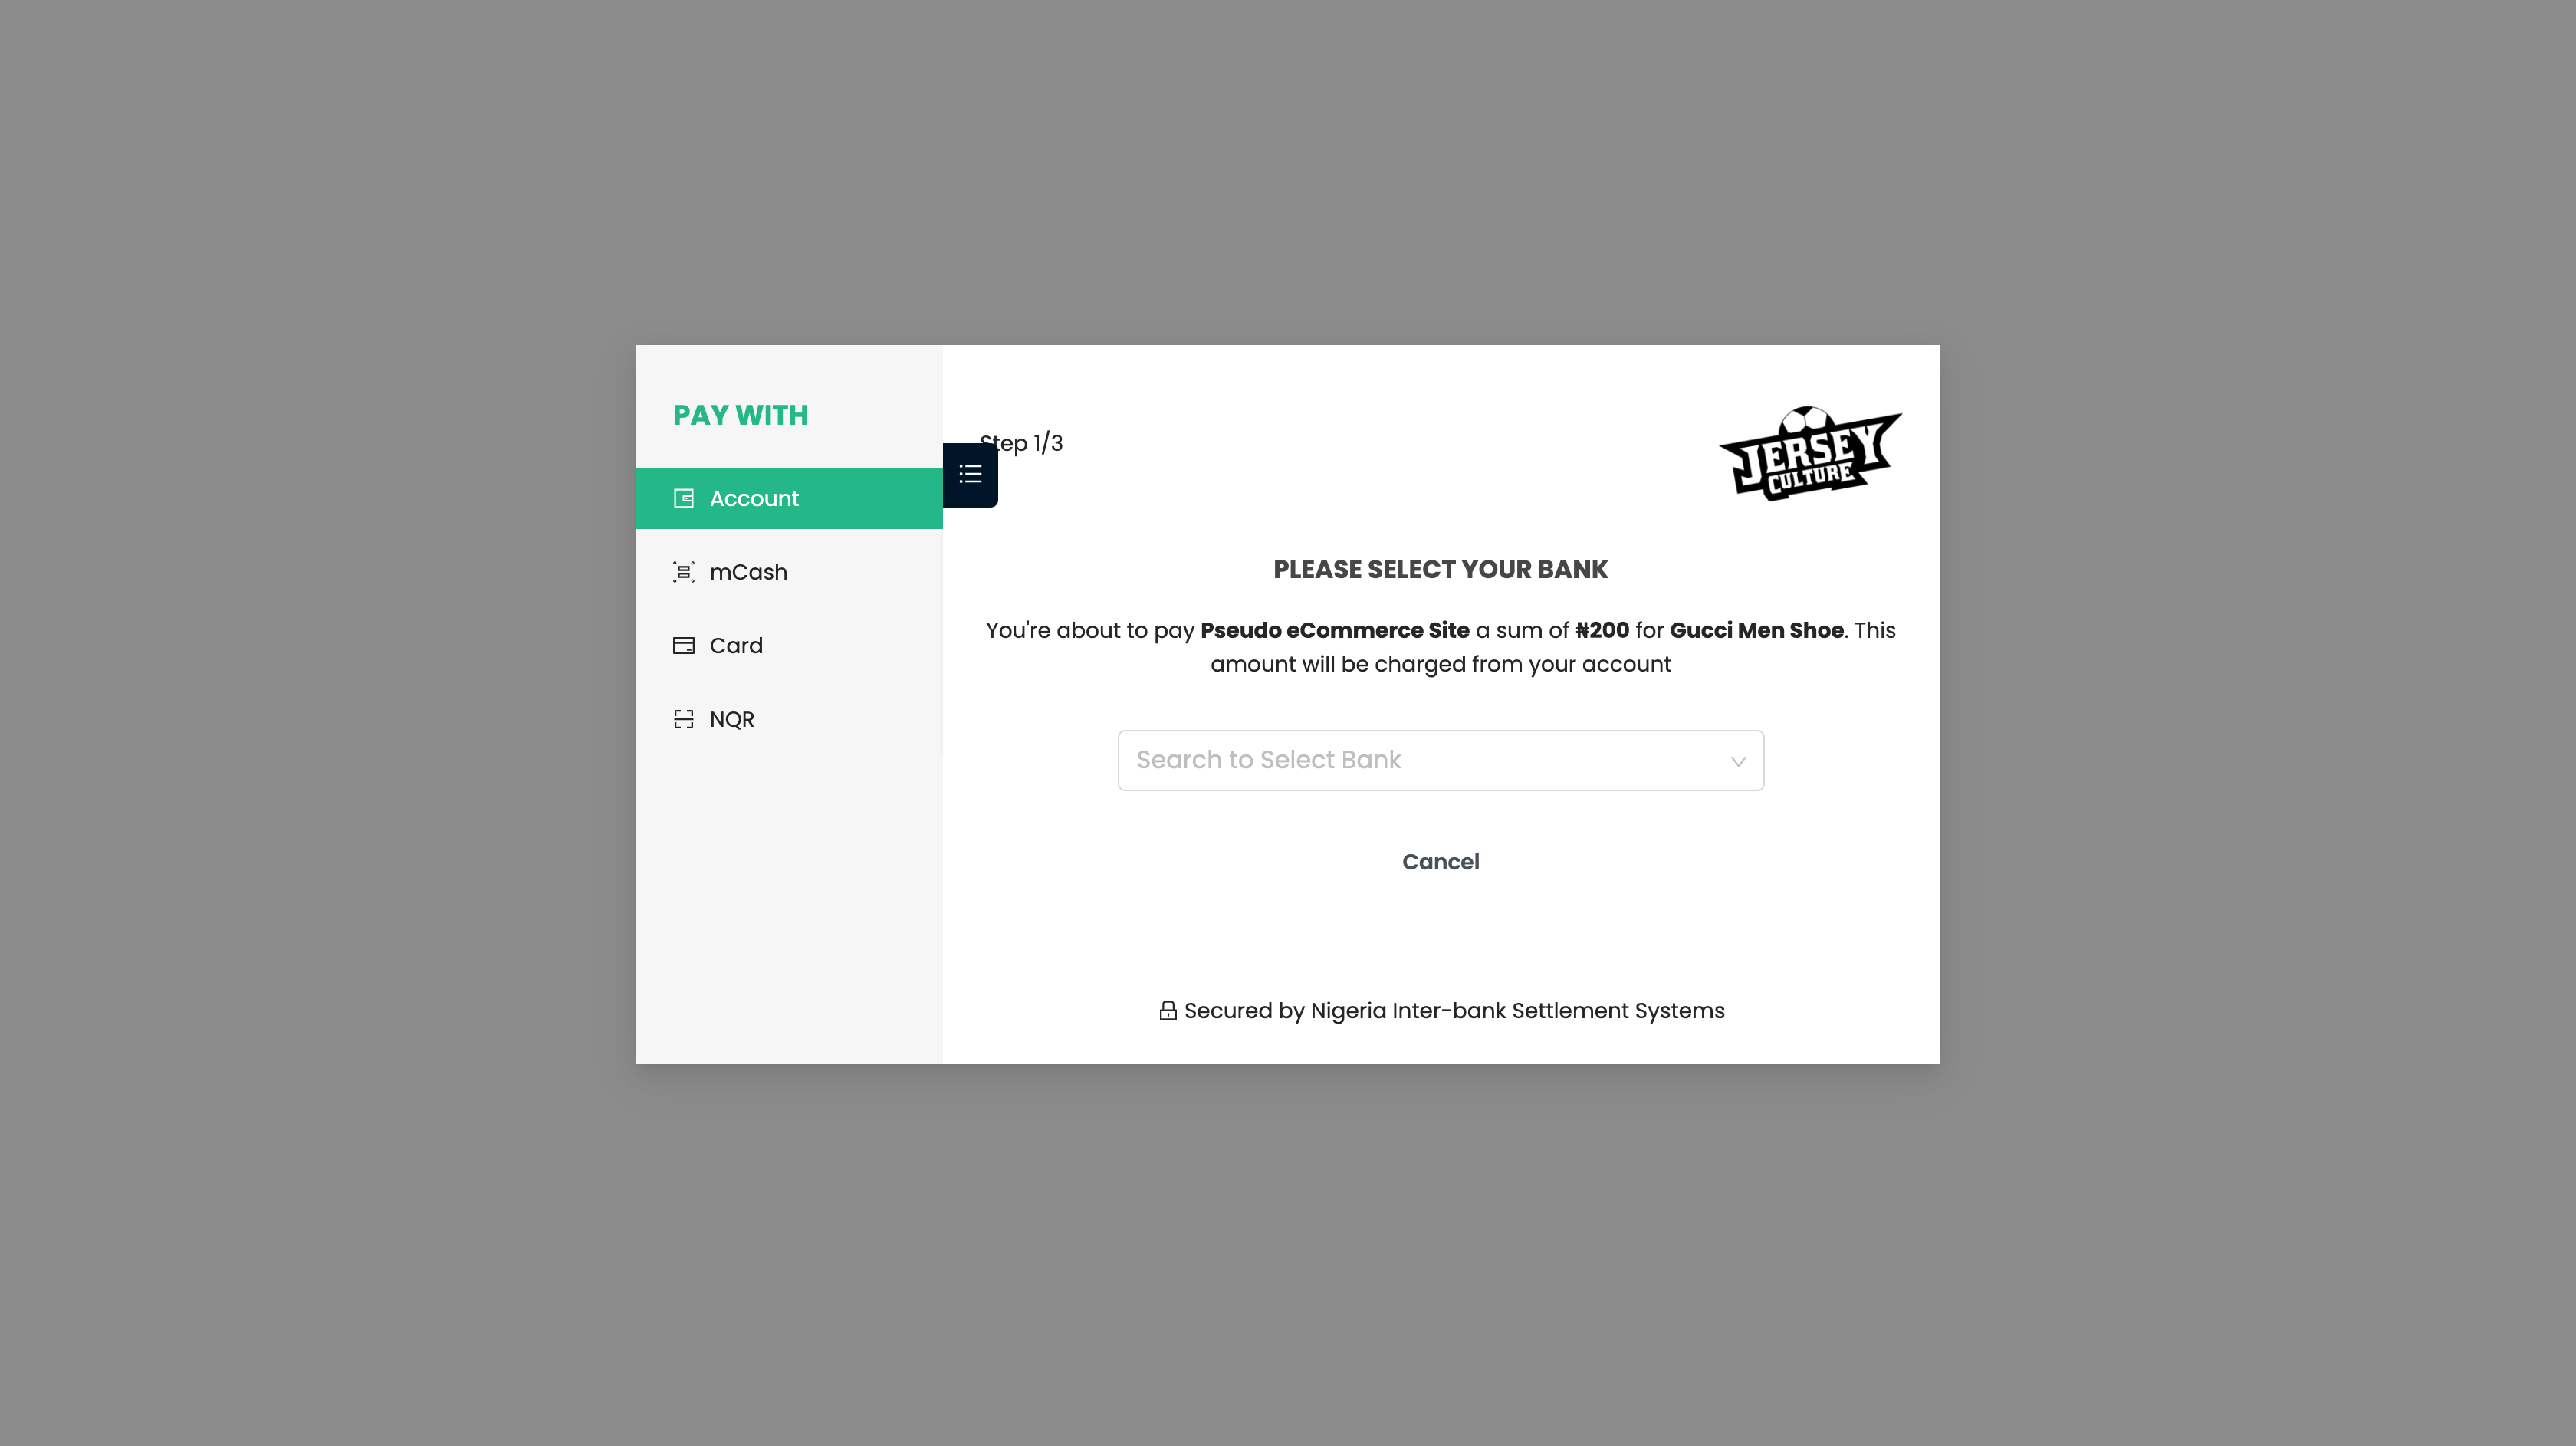 PAY WITH
Account
mCash
Card
NQR
Step 1/3
JERSEY
CULTURE
PLEASE SELECT YOUR BANK
You're about to pay Pseudo eCommerce Site a sum of ₦200 for Gucci Men Shoe. This
amount will be charged from your account
Search to Select Bank
Cancel
Secured by Nigeria Inter-bank Settlement Systems